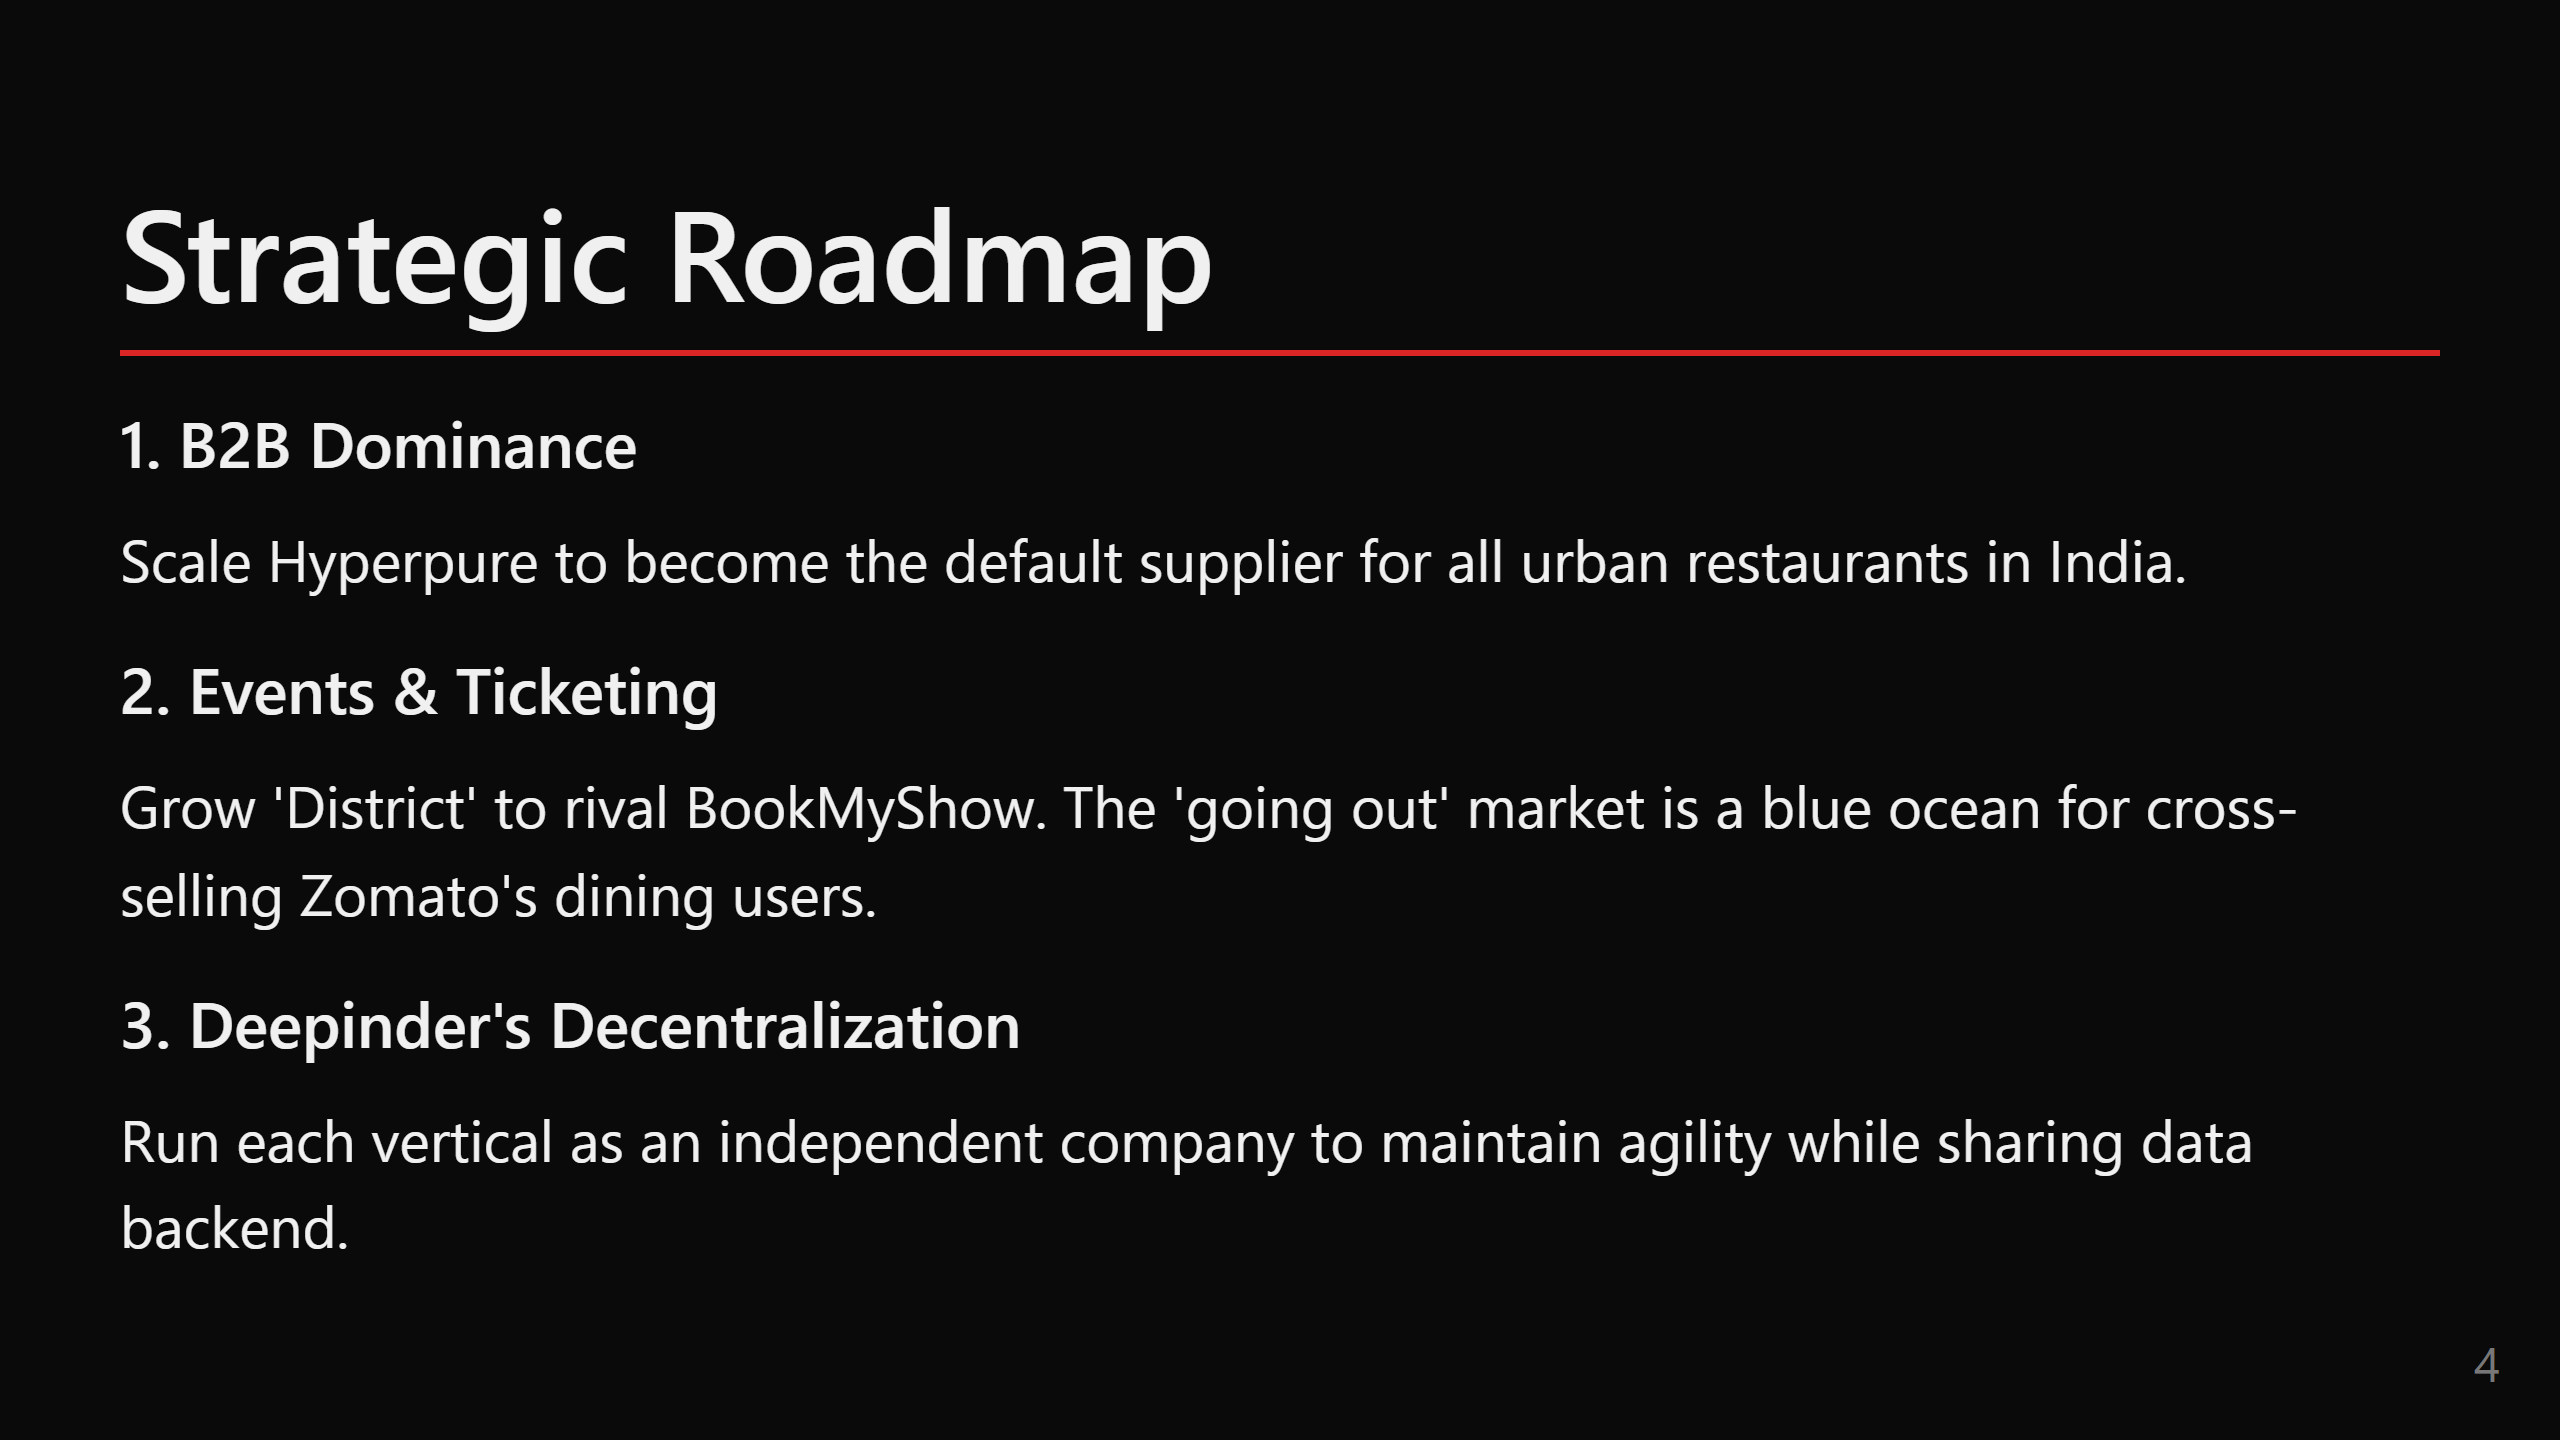 Strategic Roadmap
1. B2B Dominance
Scale Hyperpure to become the default supplier for all urban restaurants in India.
2. Events & Ticketing
Grow 'District' to rival BookMyShow. The 'going out' market is a blue ocean for cross-
selling Zomato's dining users.
3. Deepinder's Decentralization
Run each vertical as an independent company to maintain agility while sharing data
backend.
4